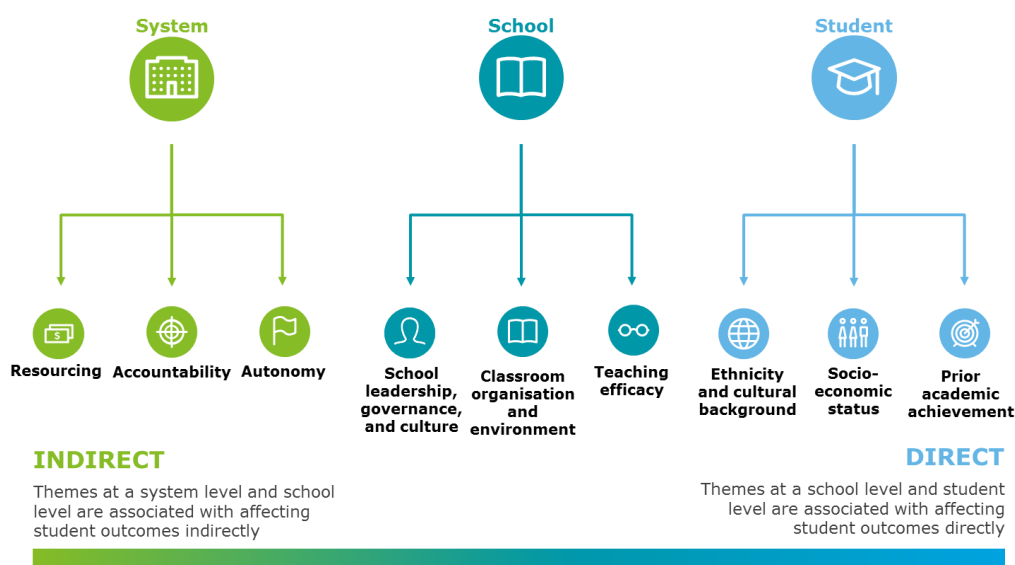 System
School
Student
$
Resourcing
Accountability
Autonomy
School
leadership,
governance,
and culture
Classroom
organisation
and
environment
Teaching
efficacy
Ethnicity
and cultural
background
Socio-
economic
status
Prior
academic
achievement
INDIRECT
Themes at a system level and school
level are associated with affecting
student outcomes indirectly
DIRECT
Themes at a school level and student
level are associated with affecting
student outcomes directly